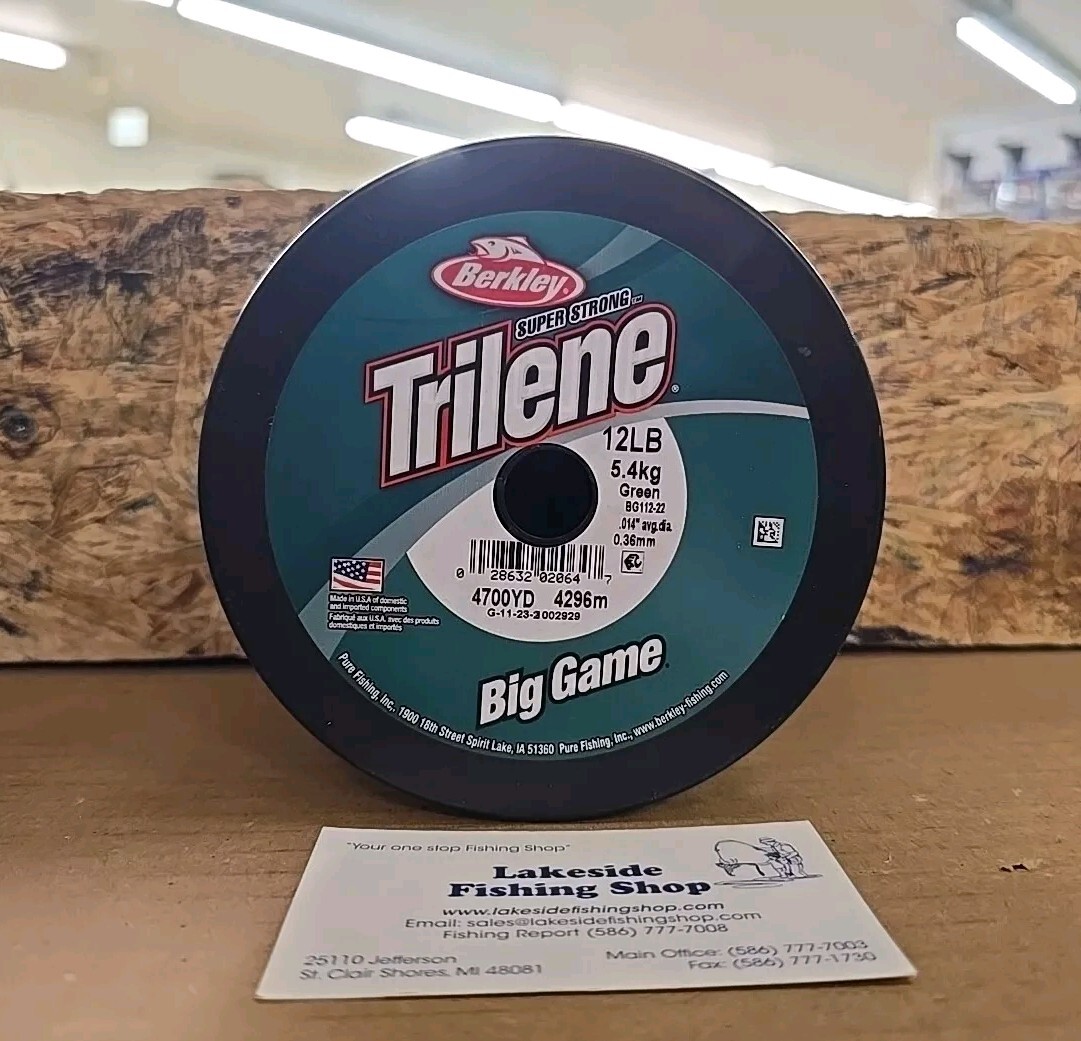 Berkley
SUPER STRONG™
Trilene®
12LB
5.4kg
Green
BG112-22
.014" avg.dia.
0.36mm
0 28632 02064 7
4700YD 4296m
G-11-23-2002929
Made in U.S.A of domestic
and imported components
Fabriqué aux U.S.A. avec des produits
domestiques et importés
Big Game
Pure Fishing, Inc., 1900 18th Street Spirit Lake, IA 51360 Pure Fishing, Inc., www.berkley-fishing.com
"Your one stop Fishing Shop"
Lakeside
Fishing Shop
www.lakesidefishingshop.com
Email: sales@lakesidefishingshop.com
Fishing Report (586) 777-7008
25110 Jefferson
St. Clair Shores, MI 48081
Main Office: (586) 777-7003
Fax: (586) 777-1730